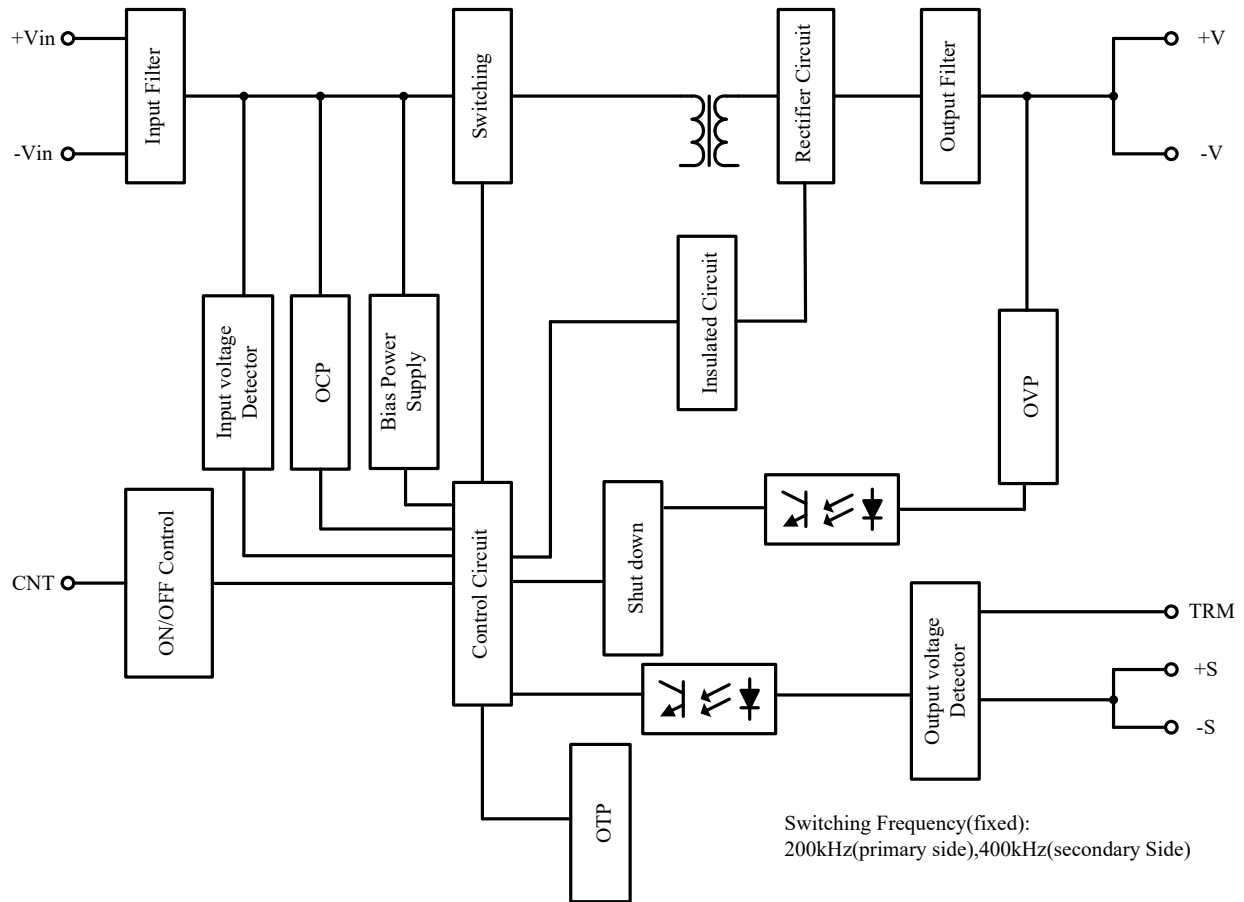 +Vin
-Vin
Input Filter
Switching
Rectifier Circuit
Output Filter
+V
-V
Input voltage
Detector
OCP
Bias Power
Supply
Insulated Circuit
OVP
CNT
ON/OFF Control
Control Circuit
Shut down
Output voltage
Detector
TRM
+S
-S
OTP
Switching Frequency(fixed):
200kHz(primary side),400kHz(secondary Side)